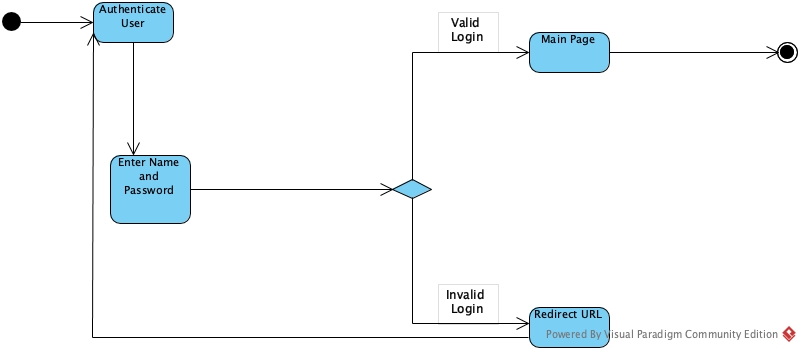 Authenticate
User
Valid
Login
Main Page
Enter Name
and
Password
Invalid
Login
Redirect URL
Powered By Visual Paradigm Community Edition